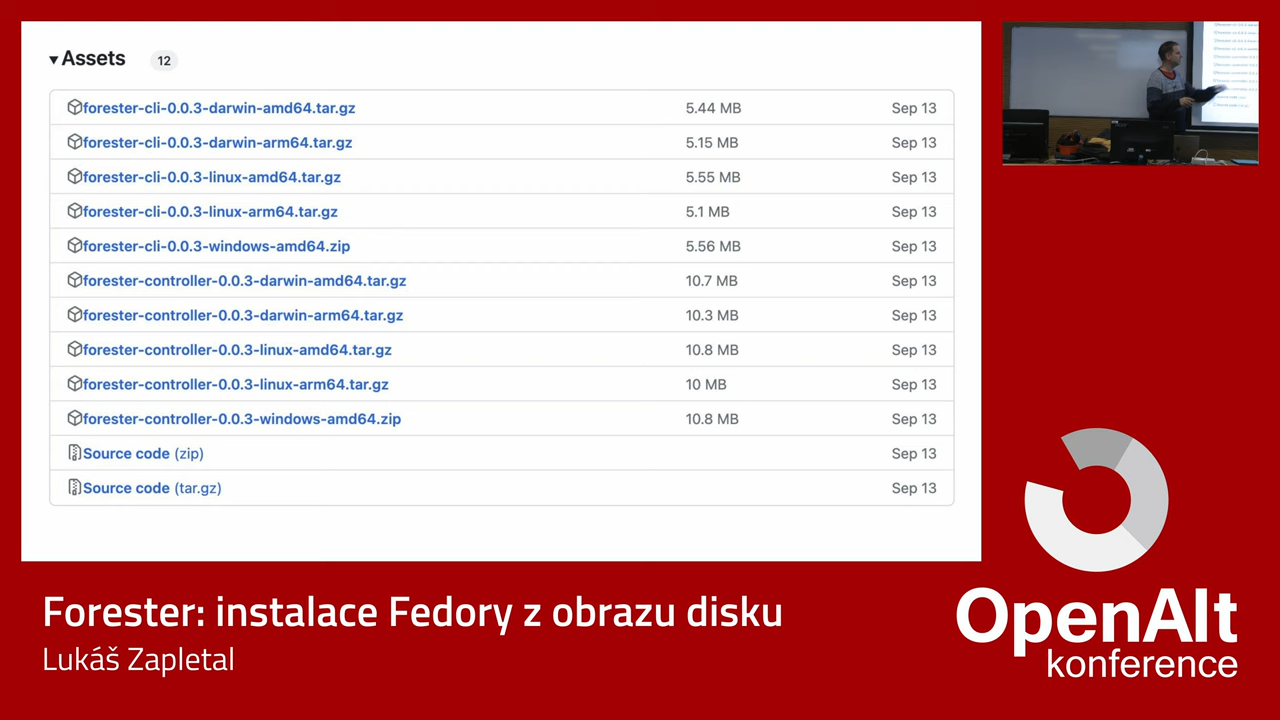 ▾Assets 12
forester-cli-0.0.3-darwin-amd64.tar.gz 5.44 MB Sep 13
forester-cli-0.0.3-darwin-arm64.tar.gz 5.15 MB Sep 13
forester-cli-0.0.3-linux-amd64.tar.gz 5.55 MB Sep 13
forester-cli-0.0.3-linux-arm64.tar.gz 5.1 MB Sep 13
forester-cli-0.0.3-windows-amd64.zip 5.56 MB Sep 13
forester-controller-0.0.3-darwin-amd64.tar.gz 10.7 MB Sep 13
forester-controller-0.0.3-darwin-arm64.tar.gz 10.3 MB Sep 13
forester-controller-0.0.3-linux-amd64.tar.gz 10.8 MB Sep 13
forester-controller-0.0.3-linux-arm64.tar.gz 10 MB Sep 13
forester-controller-0.0.3-windows-amd64.zip 10.8 MB Sep 13
Source code (zip) Sep 13
Source code (tar.gz) Sep 13
Forester: instalace Fedory z obrazu disku
Lukáš Zapletal
OpenAlt
konference